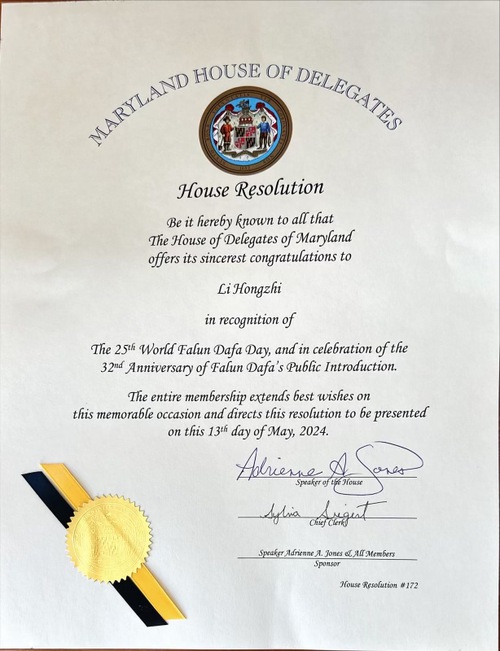 MARYLAND HOUSE OF DELEGATES
House Resolution
Be it hereby known to all that
The House of Delegates of Maryland
offers its sincerest congratulations to
Li Hongzhi
in recognition of
The 25th World Falun Dafa Day, and in celebration of the
32nd Anniversary of Falun Dafa's Public Introduction.
The entire membership extends best wishes on
this memorable occasion and directs this resolution to be presented
on this 13th day of May, 2024.
Adrienne A. Jones
Speaker of the House
Sylvia Siegert
Chief Clerk
Speaker Adrienne A. Jones & All Members
Sponsor
House Resolution #172